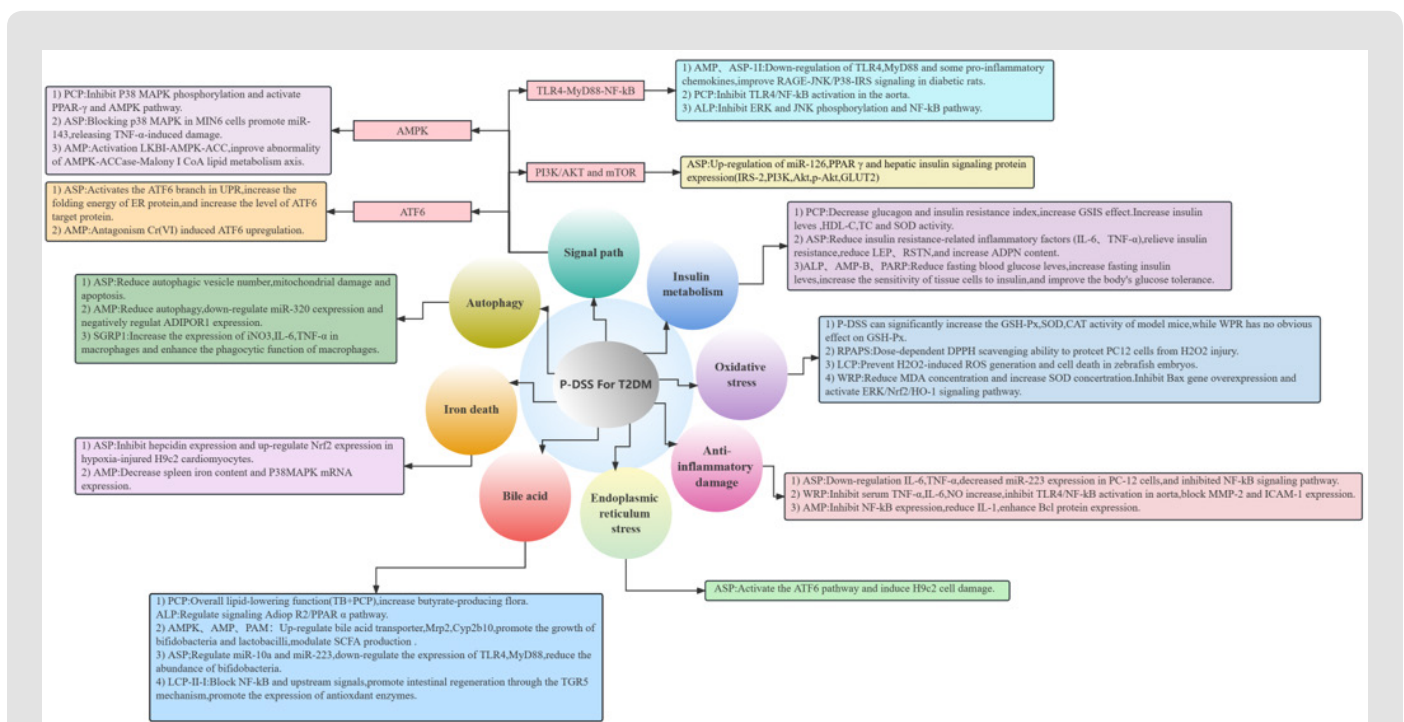 1) AMP、ASP-1I:Down-regulation of TLR4,MyD88 and some pro-inflammatory
chemokines,improve RAGE-JNK/P38-IRS signaling in diabetic rats.
2) PCP:Inhibit TLR4/NF-kB activation in the aorta.
3) ALP:Inhibit ERK and JNK phosphorylation and NF-kB pathway.
TLR4-MyD88-NF-kB
1) PCP:Inhibit P38 MAPK phosphorylation and activate
PPAR-γ and AMPK pathway.
2) ASP:Blocking p38 MAPK in MIN6 cells promote miR-
143,releasing TNF-α-induced damage.
3) AMP:Activation LKBI-AMPK-ACC,inprove abnormality
of AMPK-ACCase-Malony I CoA lipid metabolism axis.
AMPK
PI3K/AKT and mTOR
ASP:Up-regulation of miR-126,PPAR γ and hepatic insulin signaling protein
expression(IRS-2,PI3K,Akt,p-Akt,GLUT2)
1) ASP:Activates the ATF6 branch in UPR,increase the
folding energy of ER protein,and increase the level of ATF6
target protein.
2) AMP:Antagonism Cr(VI) induced ATF6 upregulation.
ATF6
1) PCP:Decrease glucagon and insulin resistance index,increase GSIS effect.Increase insulin
leves ,HDL-C,TC and SOD activity.
2) ASP:Reduce insulin resistance-related inflammatory factors (IL-6、TNF-α),relieve insulin
resistance,reduce LEP、RSTN,and increase ADPN content.
3)ALP、AMP-B、PARP:Reduce fasting blood glucose leves,increase fasting insulin
leves,increase the sensitivity of tissue cells to insulin,and improve the body's glucose tolerance.
Signal path
Insulin
metabolism
1) ASP:Reduce autophagic vesicle number,mitochondrial damage and
apoptosis.
2) AMP:Reduce autophagy,down-regulate miR-320 cexpression and
negatively regulat ADIPOR1 expression.
3) SGRP1:Increase the expression of iNO3,IL-6,TNF-α in
macrophages and enhance the phagocytic function of macrophages.
Autophagy
1) P-DSS can significantly increase the GSH-Px,SOD,CAT activity of model mice,while WPR has no obvious
effect on GSH-Px.
2) RPAPS:Dose-dependent DPPH scavenging ability to protect PC12 cells from H2O2 injury.
3) LCP:Prevent H2O2-induced ROS generation and cell death in zebrafish embryos.
4) WRP:Reduce MDA concentration and increase SOD concertration.Inhibit Bax gene overexpression and
activate ERK/Nrf2/HO-1 signaling pathway.
Oxidative
stress
P-DSS For T2DM
Iron death
1) ASP:Inhibit hepcidin expression and up-regulate Nrf2 expression in
hypoxia-injured H9c2 cardiomyocytes.
2) AMP:Decrease spleen iron content and P38MAPK mRNA
expression.
Anti-
inflammatory
damage
1) ASP:Down-regulation IL-6,TNF-α,decreased miR-223 expression in PC-12 cells,and inhibited NF-kB signaling pathway.
2) WRP:Inhibit serum TNF-α,IL-6,NO increase,inhibit TLR4/NF-kB activation in aorta,block MMP-2 and ICAM-1 expression.
3) AMP:Inhibit NF-kB expression,reduce IL-1,enhance Bcl protein expression.
Bile acid
Endoplasmic
reticulum
stress
ASP:Activate the ATF6 pathway and induce H9c2 cell damage.
1) PCP:Overall lipid-lowering function(TB+PCP),increase butyrate-producing flora.
ALP:Regulate signaling Adiop R2/PPAR α pathway.
2) AMPK、AMP、PAM：Up-regulate bile acid transporter,Mrp2,Cyp2b10,promote the growth of
bifidobacteria and lactobacilli,modulate SCFA production .
3) ASP;Regulate miR-10a and miR-223,down-regulate the expression of TLR4,MyD88,reduce the
abundance of bifidobacteria.
4) LCP-II-I:Block NF-kB and upstream signals,promote intestinal regeneration through the TGR5
mechanism,promote the expression of antioxdant enzymes.